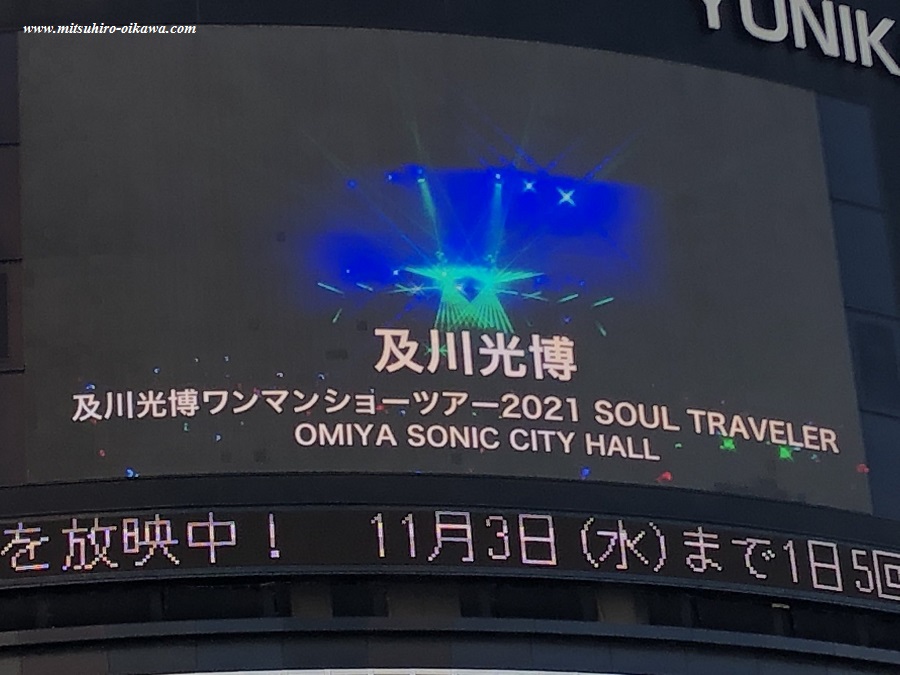 www.mitsuhiro-oikawa.com
YUNIK
及川光博
及川光博ワンマンショーツアー2021 SOUL TRAVELER
OMIYA SONIC CITY HALL
を放映中！ 11月3日(水)まで1日5回